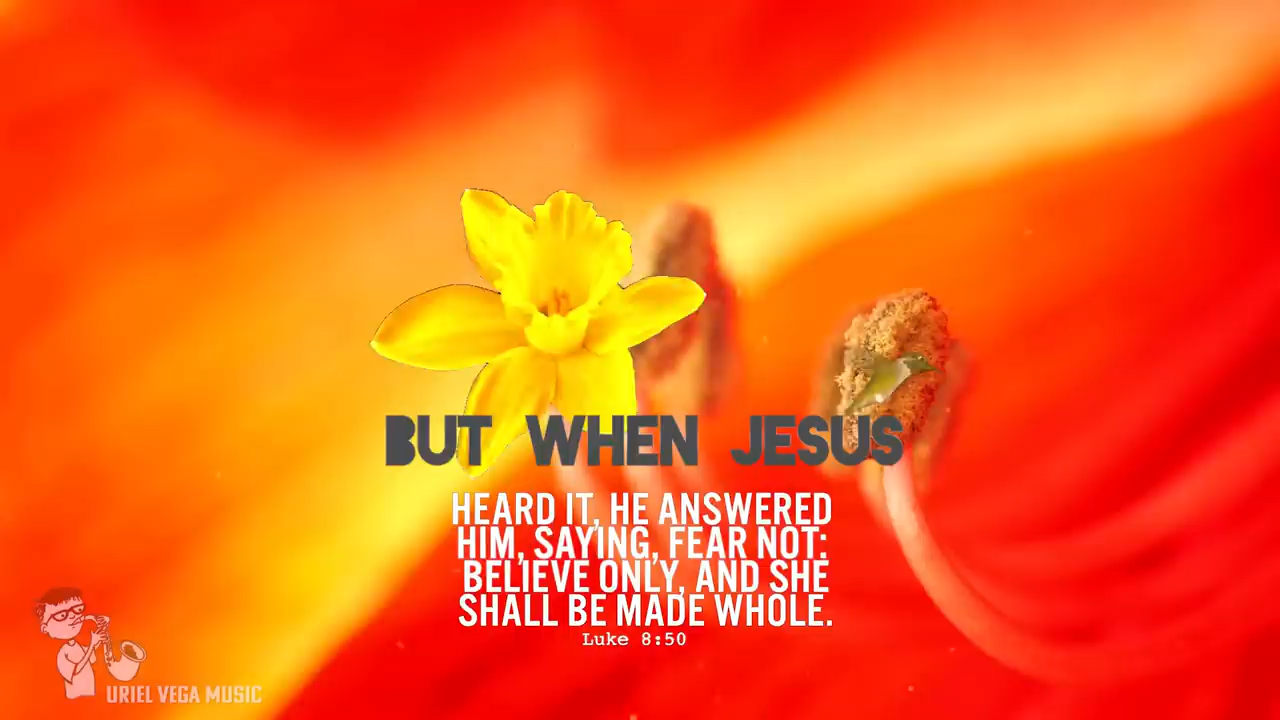 BUT WHEN JESUS
HEARD IT, HE ANSWERED
HIM, SAYING, FEAR NOT:
BELIEVE ONLY, AND SHE
SHALL BE MADE WHOLE.
Luke 8:50
URIEL VEGA MUSIC